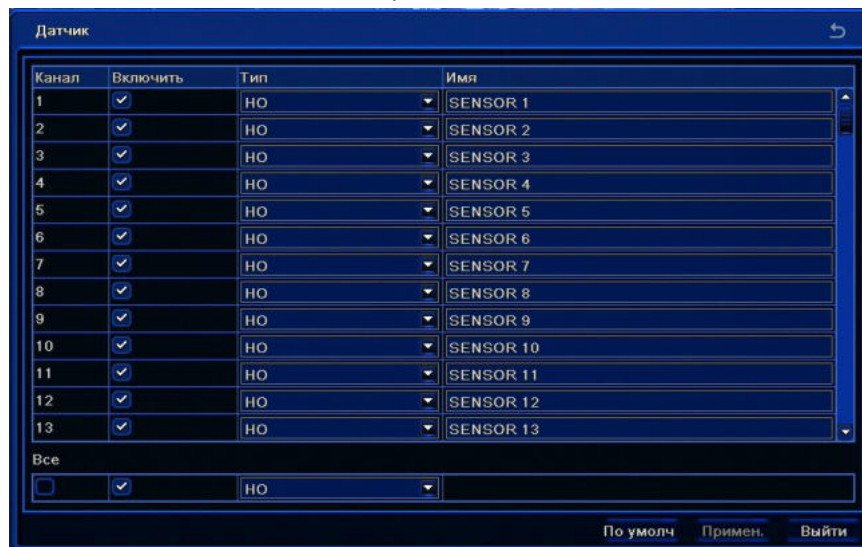 Датчик
Канал Включить Тип Имя
1 НО SENSOR 1
2 НО SENSOR 2
3 НО SENSOR 3
4 НО SENSOR 4
5 НО SENSOR 5
6 НО SENSOR 6
7 НО SENSOR 7
8 НО SENSOR 8
9 НО SENSOR 9
10 НО SENSOR 10
11 НО SENSOR 11
12 НО SENSOR 12
13 НО SENSOR 13
Все
НО
По умолч Примен. Выйти